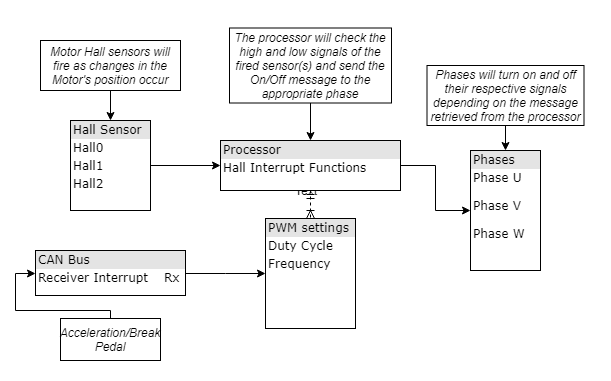 Motor Hall sensors will
fire as changes in the
Motor's position occur
The processor will check the
high and low signals of the
fired sensor(s) and send the
On/Off message to the
appropriate phase
Phases will turn on and off
their respective signals
depending on the message
retrieved from the processor
Hall Sensor
Hall0
Hall1
Hall2
Processor
Hall Interrupt Functions
Phases
Phase U
Phase V
Phase W
Text
PWM settings
Duty Cycle
Frequency
CAN Bus
Receiver Interrupt Rx
Acceleration/Break
Pedal